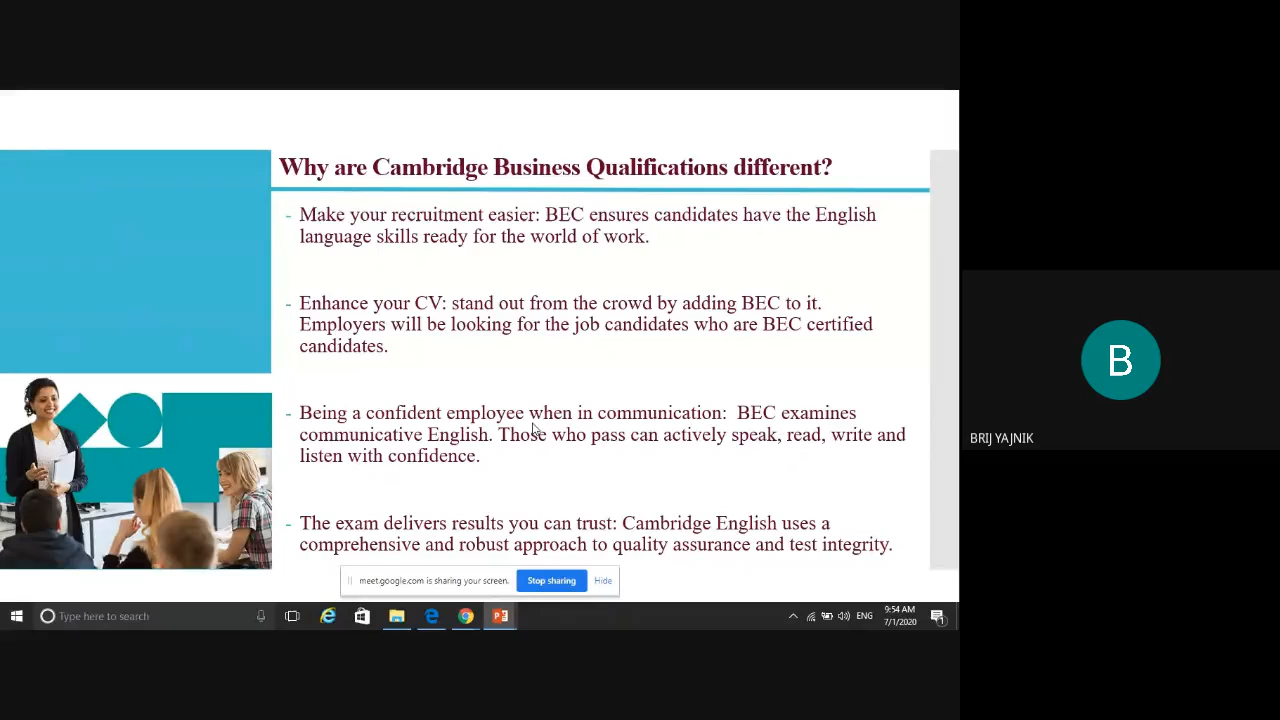 Why are Cambridge Business Qualifications different?
- Make your recruitment easier: BEC ensures candidates have the English
language skills ready for the world of work.
- Enhance your CV: stand out from the crowd by adding BEC to it.
Employers will be looking for the job candidates who are BEC certified
candidates.
- Being a confident employee when in communication:  BEC examines
communicative English. Those who pass can actively speak, read, write and
listen with confidence.
- The exam delivers results you can trust: Cambridge English uses a
comprehensive and robust approach to quality assurance and test integrity.
meet.google.com is sharing your screen. Stop sharing Hide
Type here to search
ENG
9:54 AM
7/1/2020
1
B
BRIJ YAJNIK